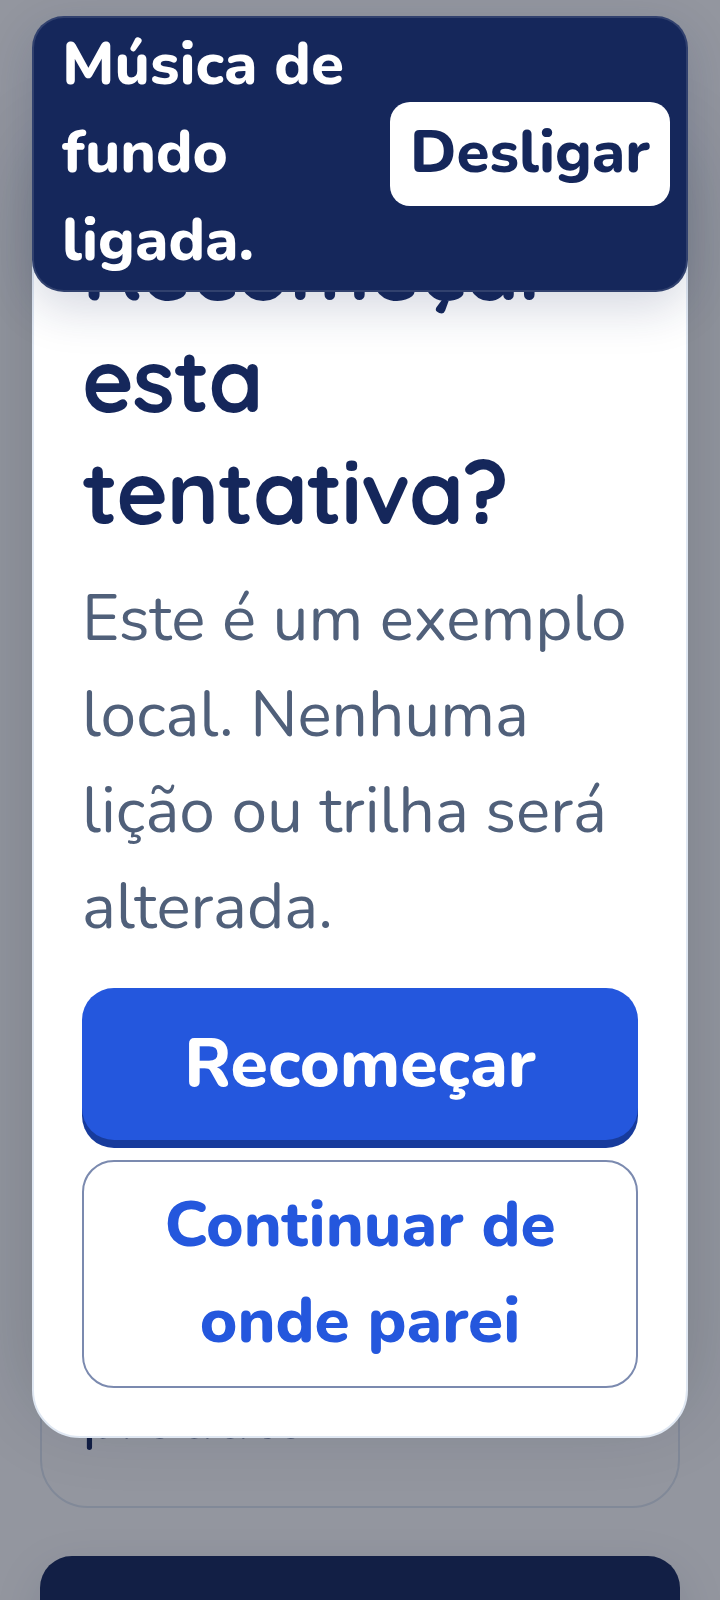 Música de
fundo
ligada.
Desligar
Recomeçar
esta
tentativa?
Este é um exemplo
local. Nenhuma
lição ou trilha será
alterada.
Recomeçar
Continuar de
onde parei